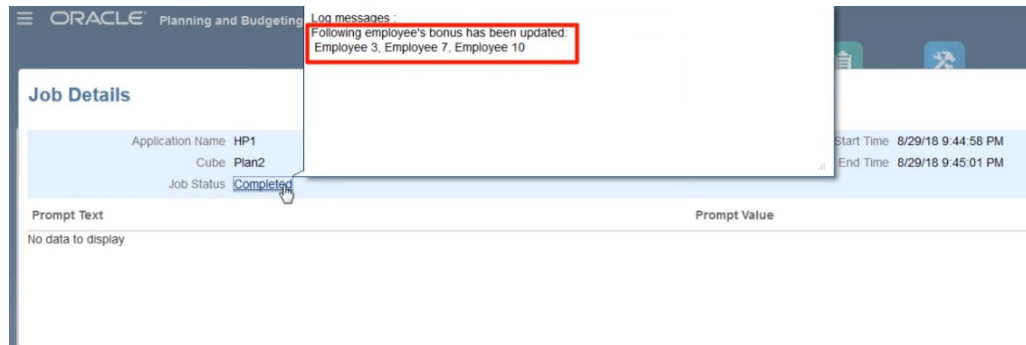 ORACLE Planning and Budgeting
Log messages :
Following employee's bonus has been updated:
Employee 3, Employee 7, Employee 10
Job Details
Application Name HP1
Start Time 8/29/18 9:44:58 PM
Cube Plan2
End Time 8/29/18 9:45:01 PM
Job Status Completed
Prompt Text Prompt Value
No data to display